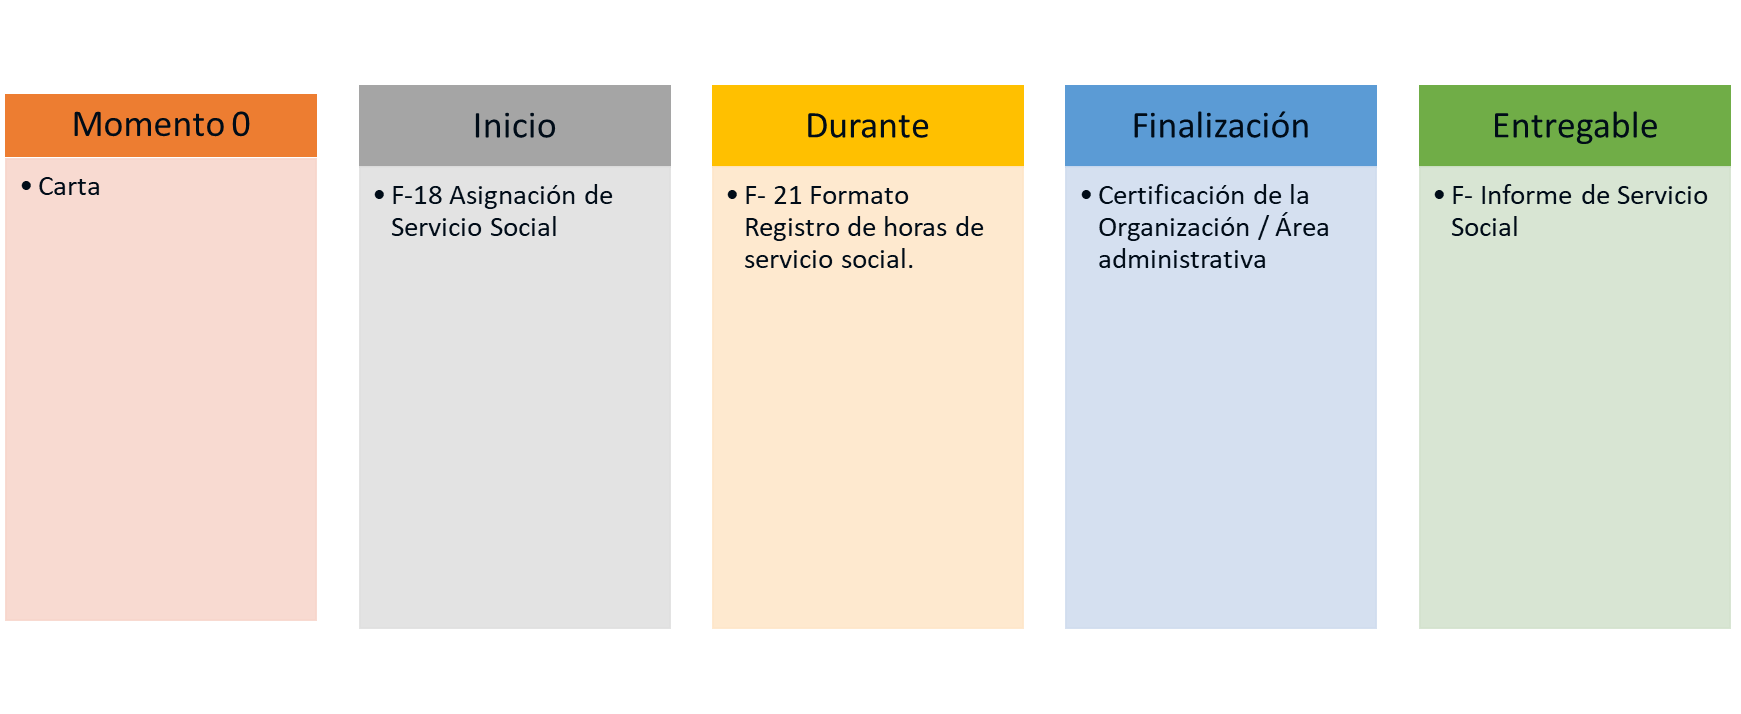 Momento 0
• Carta
Inicio
• F-18 Asignación de
Servicio Social
Durante
• F- 21 Formato
Registro de horas de
servicio social.
Finalización
• Certificación de la
Organización / Área
administrativa
Entregable
• F- Informe de Servicio
Social